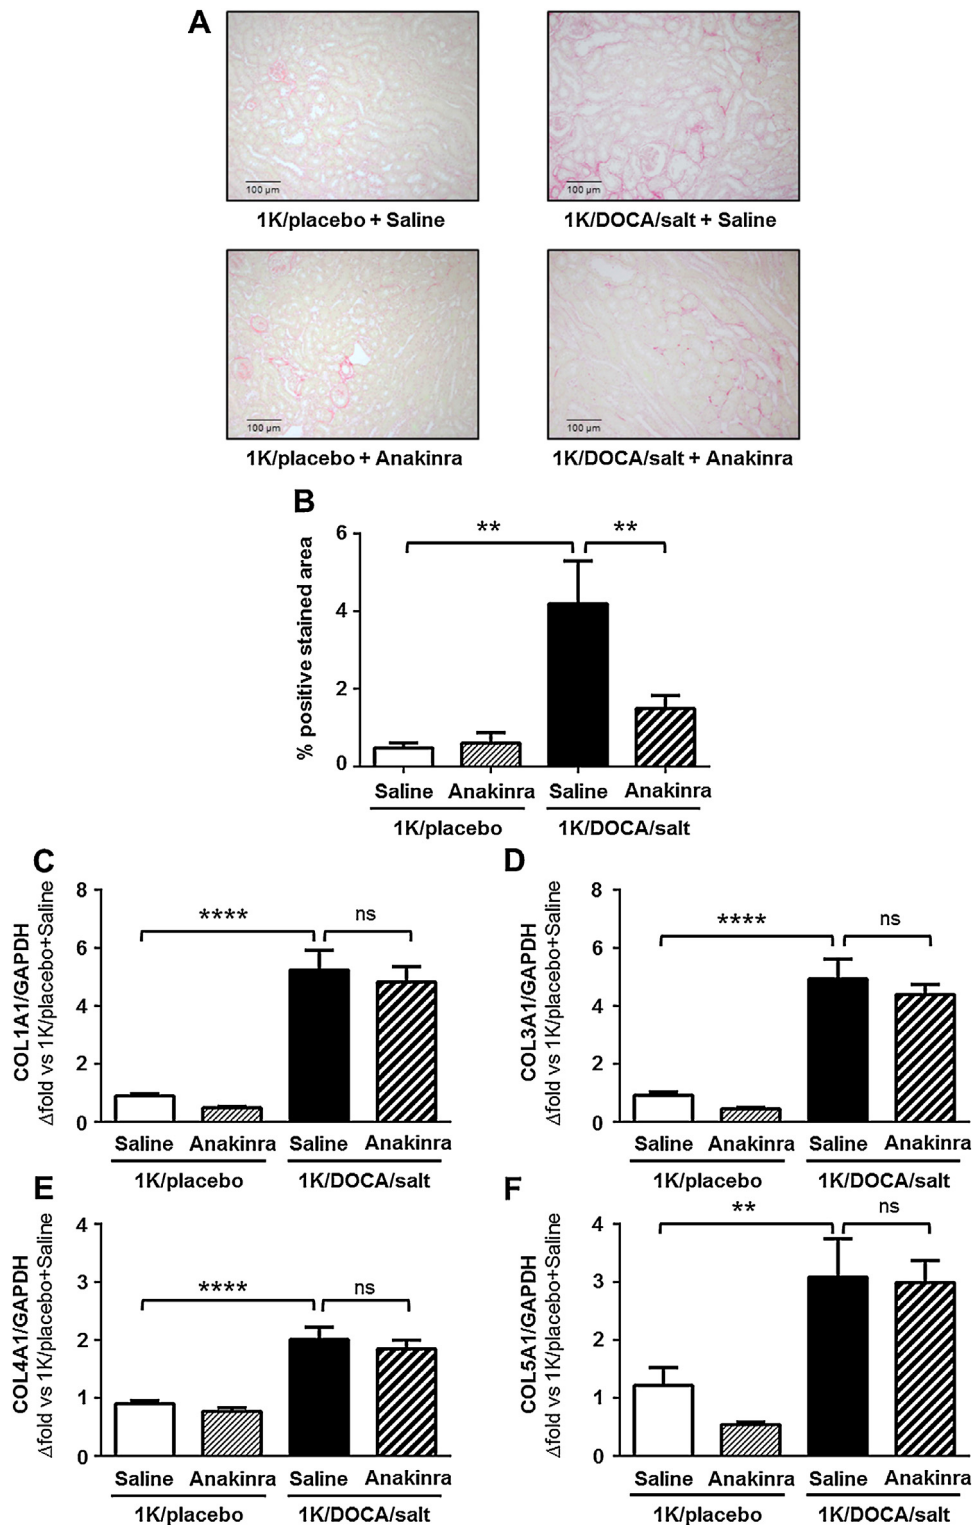 A
100 µm
100 µm
1K/placebo + Saline
1K/DOCA/salt + Saline
100 µm
100 µm
1K/placebo + Anakinra
1K/DOCA/salt + Anakinra
B
% positive stained area
6
4
2
0
**
**
Saline
Anakinra
Saline
Anakinra
1K/placebo
1K/DOCA/salt
C
COL1A1/GAPDH
Δfold vs 1K/placebo+Saline
8
6
4
2
0
****
ns
Saline
Anakinra
Saline
Anakinra
1K/placebo
1K/DOCA/salt
D
COL3A1/GAPDH
Δfold vs 1K/placebo+Saline
8
6
4
2
0
****
ns
Saline
Anakinra
Saline
Anakinra
1K/placebo
1K/DOCA/salt
E
COL4A1/GAPDH
Δfold vs 1K/placebo+Saline
4
3
2
1
0
****
ns
Saline
Anakinra
Saline
Anakinra
1K/placebo
1K/DOCA/salt
F
COL5A1/GAPDH
Δfold vs 1K/placebo+Saline
4
3
2
1
0
**
ns
Saline
Anakinra
Saline
Anakinra
1K/placebo
1K/DOCA/salt